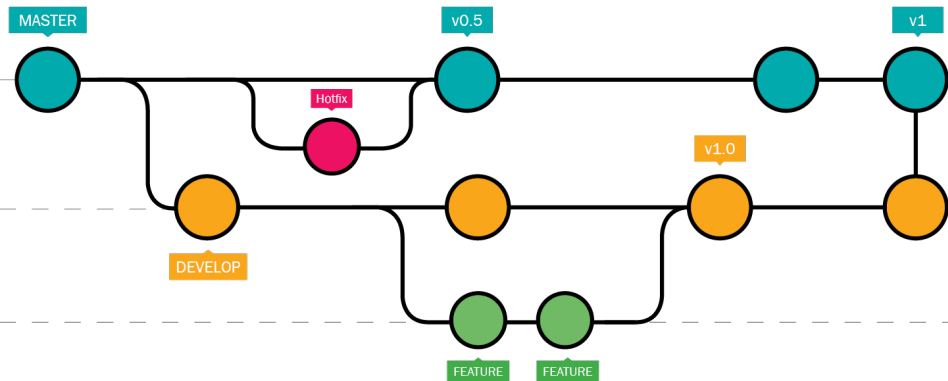 MASTER
v0.5
v1
Hotfix
v1.0
DEVELOP
FEATURE
FEATURE